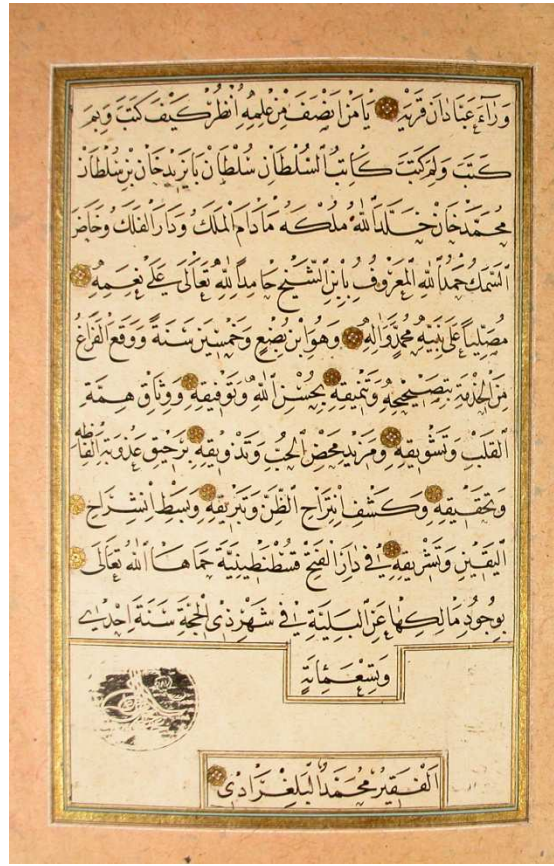 وراء عبادان قرية يا من اتصف من علمه انظر كيف كتب وبم
كتب ولم كتب كاتب السلطان سلطان بايزيد خان بن سلطان
محمد خان خلد الله ملكه ما دام الملك ودار الفلك وخاض
السمك حمد الله المعروف بابن الشيخ حامدا لله تعالى على نعمه
مصليا على نبيه محمد وآله وهو ابن بضع وخمسين سنة ووقع الفراغ
من الخدمة بتصحيحه وتنميقه بحسن الله وتوفيقه ووثاق همة
القلب وتشويقه ومزيد محض الحب وتذويقه برحيق عذوبة الفاظه
وتحقيقه وكشف انتزاح الظن وتبريقه وبسط انشراح
اليقين وتشريقه في دار الفتح قسطنطينية حماها الله تعالى
بوجود مالكها عن البلية في شهر ذي الحجة سنة احدى
وتسعمائة
الفقير محمد البلغرادي